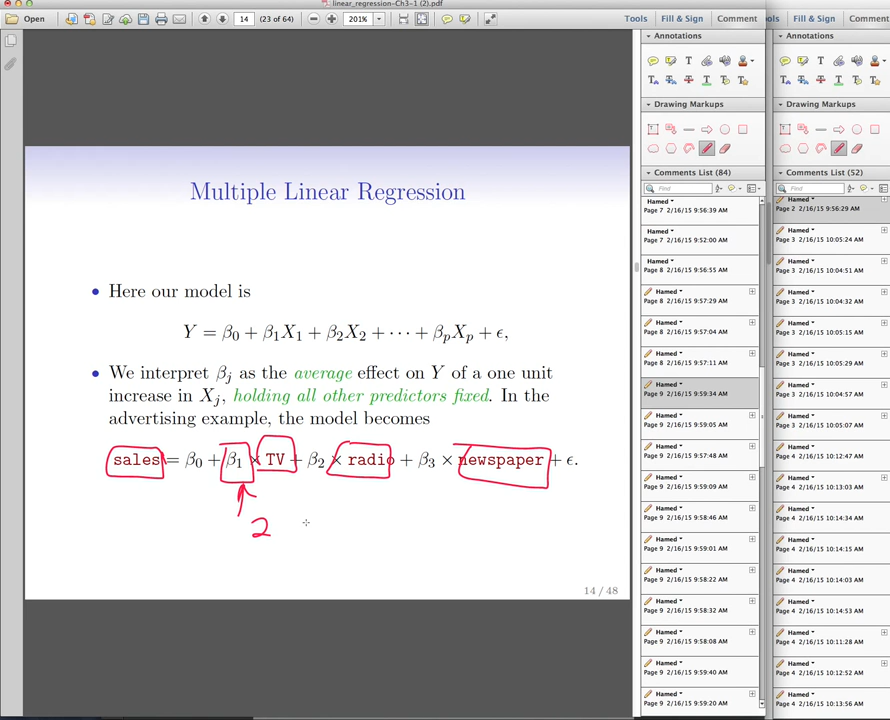 linear_regression-Ch3-1 (2).pdf
Open
14
(23 of 64)
201%
Tools
Fill & Sign
Comment
Tools
Fill & Sign
Comment
Annotations
Annotations
Drawing Markups
Drawing Markups
Comments List (84)
Comments List (52)
Find
Find
Hamed
Page 7 2/16/15 9:56:39 AM
Hamed
Page 7 2/16/15 9:52:00 AM
Hamed
Page 8 2/16/15 9:56:55 AM
Hamed
Page 8 2/16/15 9:57:29 AM
Hamed
Page 8 2/16/15 9:57:04 AM
Hamed
Page 8 2/16/15 9:57:11 AM
Hamed
Page 9 2/16/15 9:59:34 AM
Hamed
Page 9 2/16/15 9:59:05 AM
Hamed
Page 9 2/16/15 9:57:48 AM
Hamed
Page 9 2/16/15 9:59:09 AM
Hamed
Page 9 2/16/15 9:58:46 AM
Hamed
Page 9 2/16/15 9:59:01 AM
Hamed
Page 9 2/16/15 9:58:22 AM
Hamed
Page 9 2/16/15 9:58:32 AM
Hamed
Page 9 2/16/15 9:58:08 AM
Hamed
Page 9 2/16/15 9:59:40 AM
Hamed
Page 9 2/16/15 9:59:20 AM
Hamed
Page 2 2/16/15 9:56:29 AM
Hamed
Page 3 2/16/15 10:05:24 AM
Hamed
Page 3 2/16/15 10:04:51 AM
Hamed
Page 3 2/16/15 10:04:32 AM
Hamed
Page 3 2/16/15 10:05:15 AM
Hamed
Page 3 2/16/15 10:05:29 AM
Hamed
Page 3 2/16/15 10:04:57 AM
Hamed
Page 3 2/16/15 10:05:07 AM
Hamed
Page 4 2/16/15 10:12:47 AM
Hamed
Page 4 2/16/15 10:13:03 AM
Hamed
Page 4 2/16/15 10:14:34 AM
Hamed
Page 4 2/16/15 10:14:15 AM
Hamed
Page 4 2/16/15 10:14:03 AM
Hamed
Page 4 2/16/15 10:14:53 AM
Hamed
Page 4 2/16/15 10:11:28 AM
Hamed
Page 4 2/16/15 10:12:52 AM
Hamed
Page 4 2/16/15 10:13:56 AM
Multiple Linear Regression
• Here our model is
Y = β0 + β1X1 + β2X2 + ··· + βpXp + ϵ,
• We interpret βj as the average effect on Y of a one unit
increase in Xj, holding all other predictors fixed. In the
advertising example, the model becomes
sales = β0 + β1 × TV + β2 × radio + β3 × newspaper + ϵ.
2
14 / 48